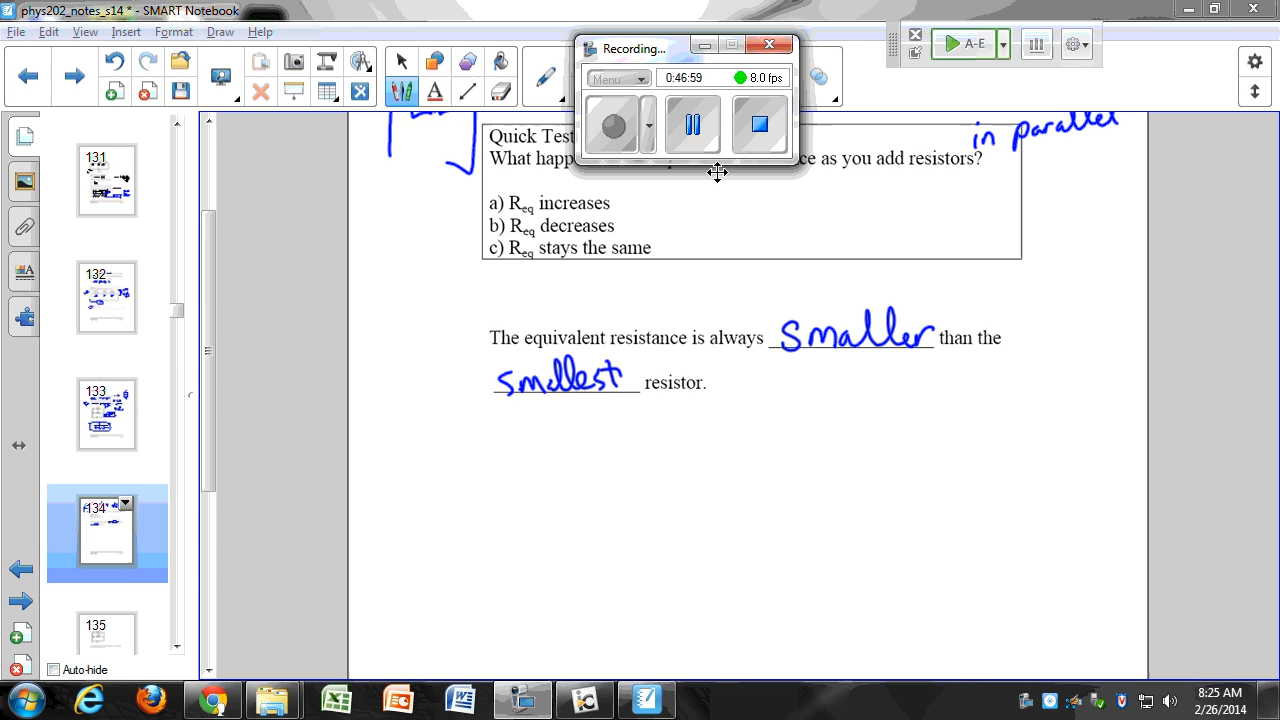 phys202_notes_s14 * - SMART Notebook
File Edit View Insert Format Draw Help
Recording...
Menu
0:46:59
8.0 fps
A-E
131
132
133
134
135
Auto-hide
in parallel
Quick Test
What happ ce as you add resistors?
a) Req increases
b) Req decreases
c) Req stays the same
The equivalent resistance is always smaller than the
smallest resistor.
8:25 AM
2/26/2014